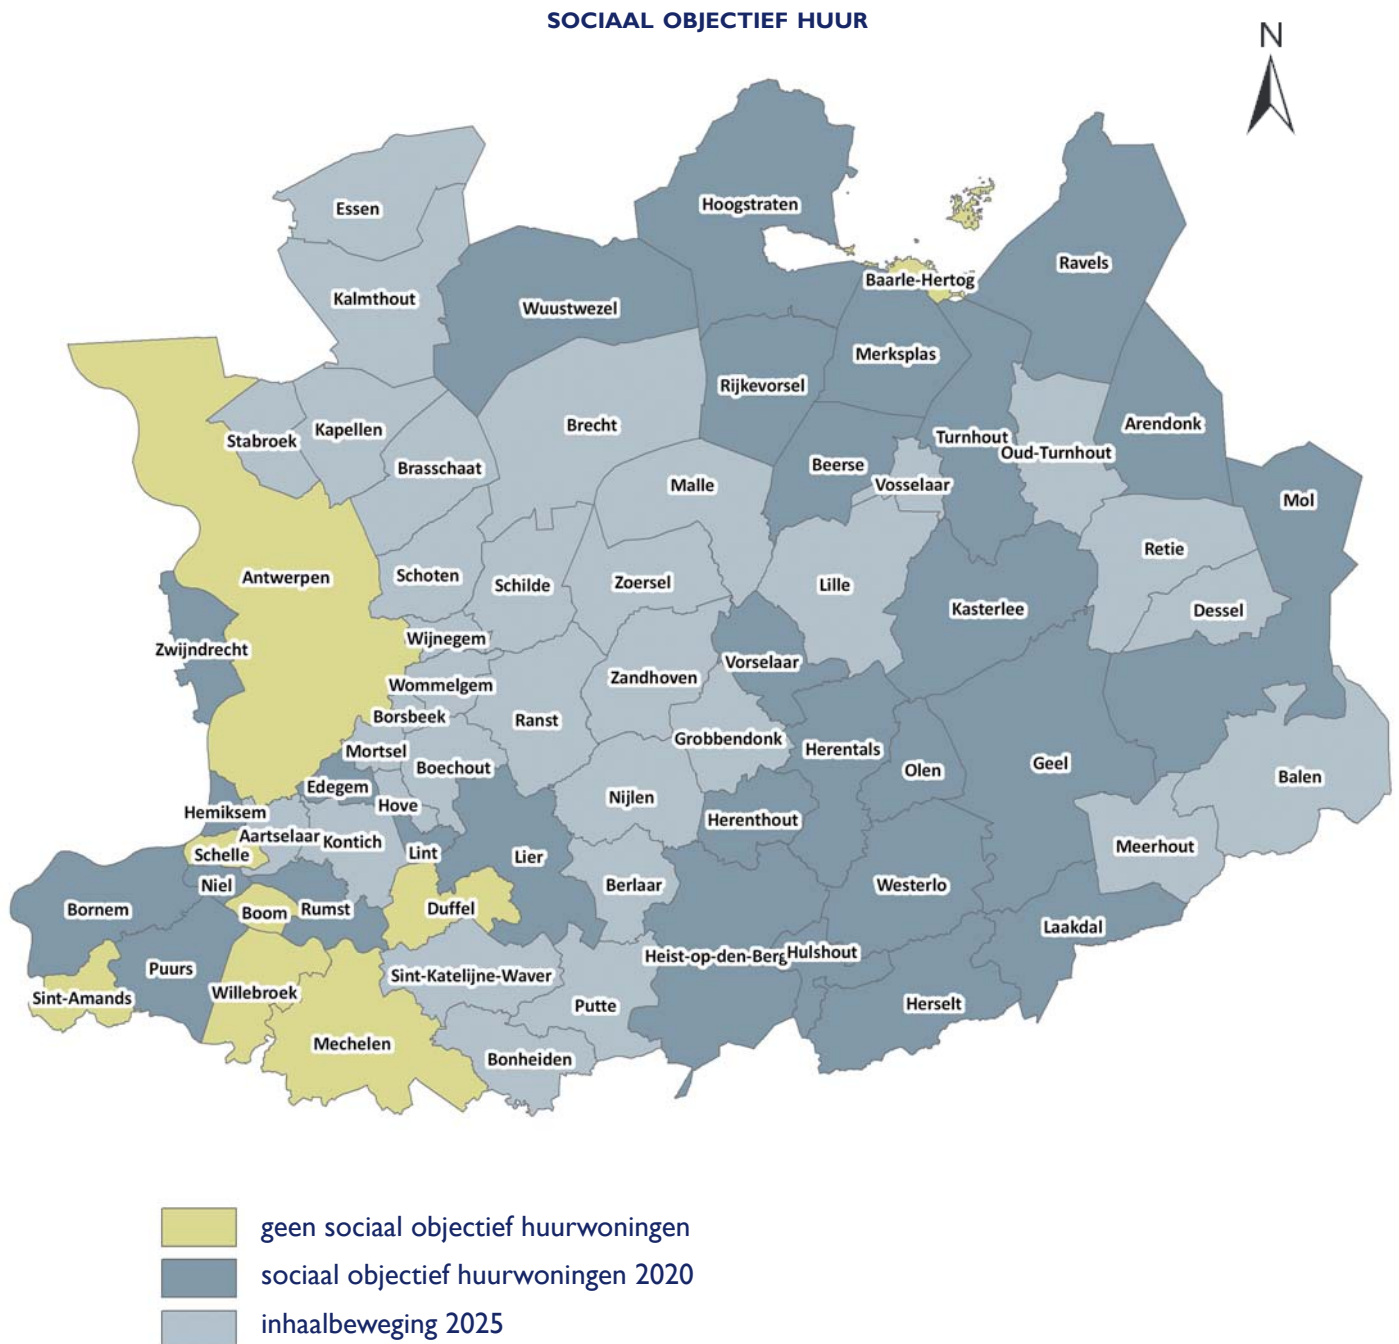 SOCIAAL OBJECTIEF HUUR
N
Essen
Hoogstraten
Ravels
Baarle-Hertog
Kalmthout
Wuustwezel
Merksplas
Rijkevorsel
Brecht
Arendonk
Kapellen
Stabroek
Turnhout
Oud-Turnhout
Brasschaat
Beerse
Malle
Vosselaar
Mol
Retie
Antwerpen
Schoten
Schilde
Zoersel
Lille
Kasterlee
Dessel
Wijnegem
Zwijndrecht
Vorselaar
Zandhoven
Wommelgem
Borsbeek
Ranst
Grobbendonk
Mortsel
Herentals
Boechout
Olen
Geel
Balen
Edegem
Hove
Nijlen
Hemiksem
Herenthout
Aartselaar
Kontich
Schelle
Lint
Lier
Meerhout
Niel
Berlaar
Westerlo
Bornem
Boom
Rumst
Duffel
Laakdal
Puurs
Heist-op-den-Berg
Hulshout
Sint-Katelijne-Waver
Willebroek
Sint-Amands
Putte
Herselt
Mechelen
Bonheiden
geen sociaal objectief huurwoningen
sociaal objectief huurwoningen 2020
inhaalbeweging 2025